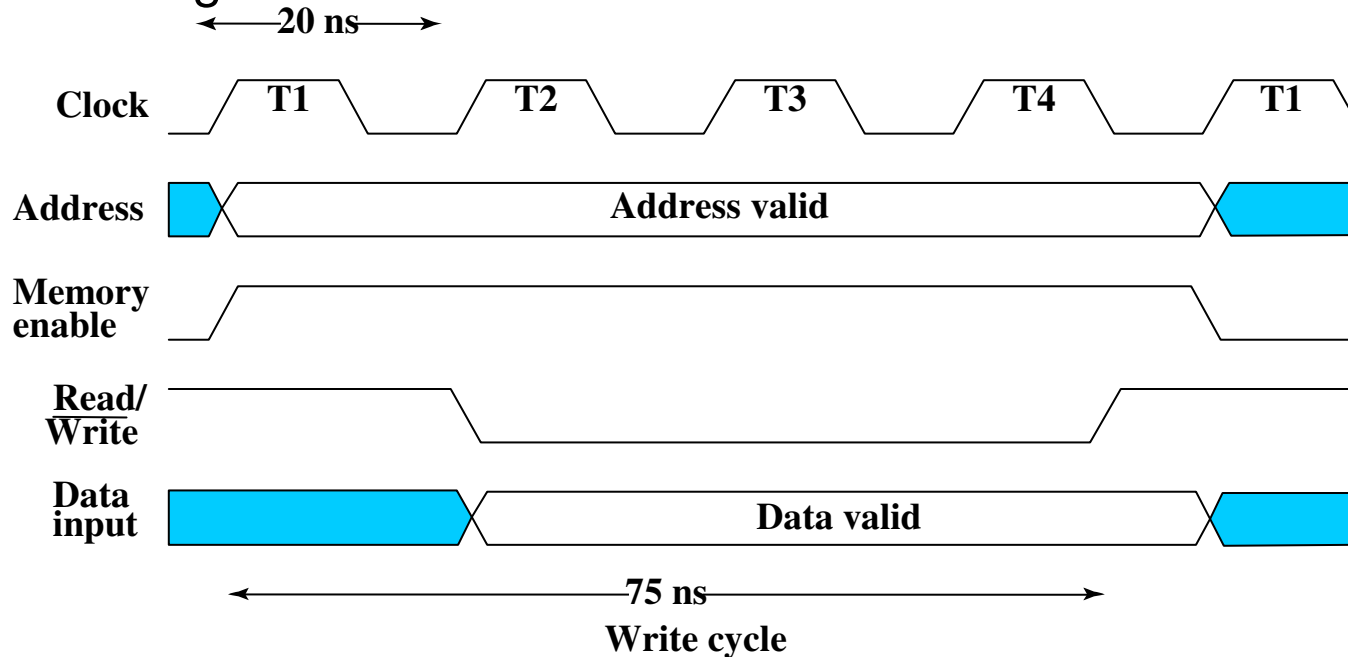 20 ns
Clock
T1 T2 T3 T4 T1
Address
Address valid
Memory
enable
Read/
Write
Data
input
Data valid
75 ns
Write cycle